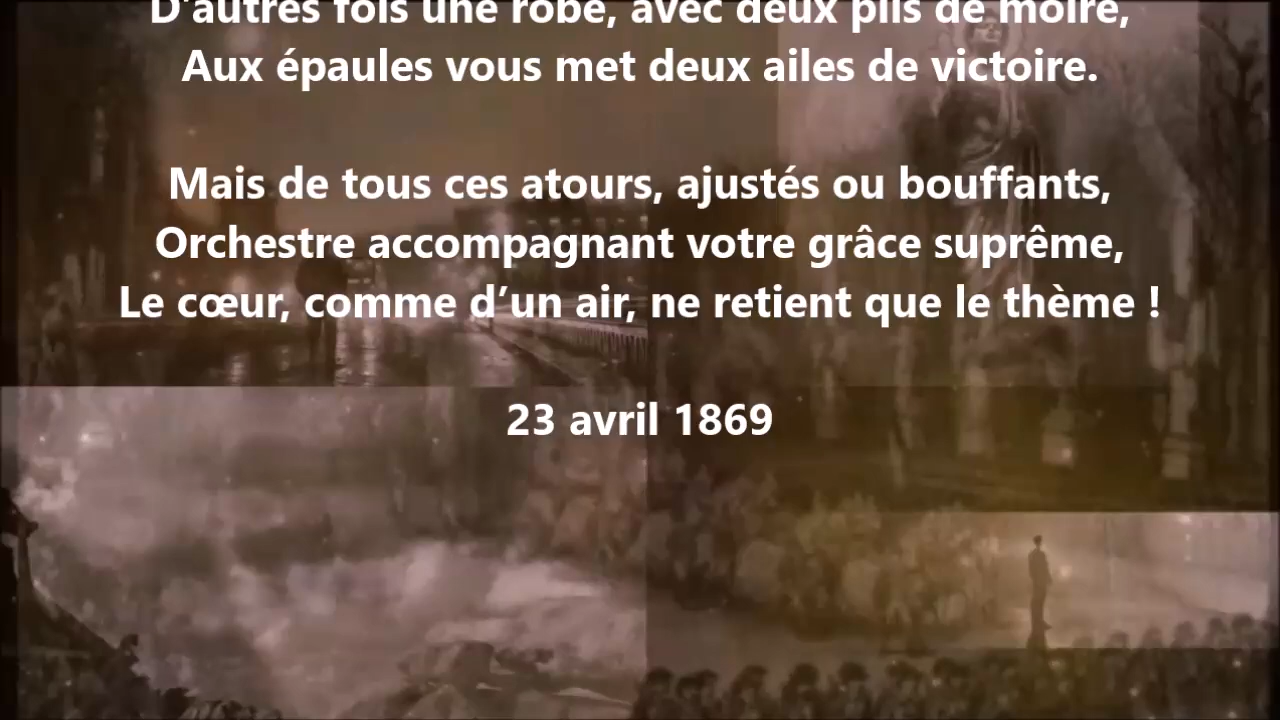 D'autres fois une robe, avec deux plis de moire,
Aux épaules vous met deux ailes de victoire.
Mais de tous ces atours, ajustés ou bouffants,
Orchestre accompagnant votre grâce suprême,
Le cœur, comme d’un air, ne retient que le thème !
23 avril 1869